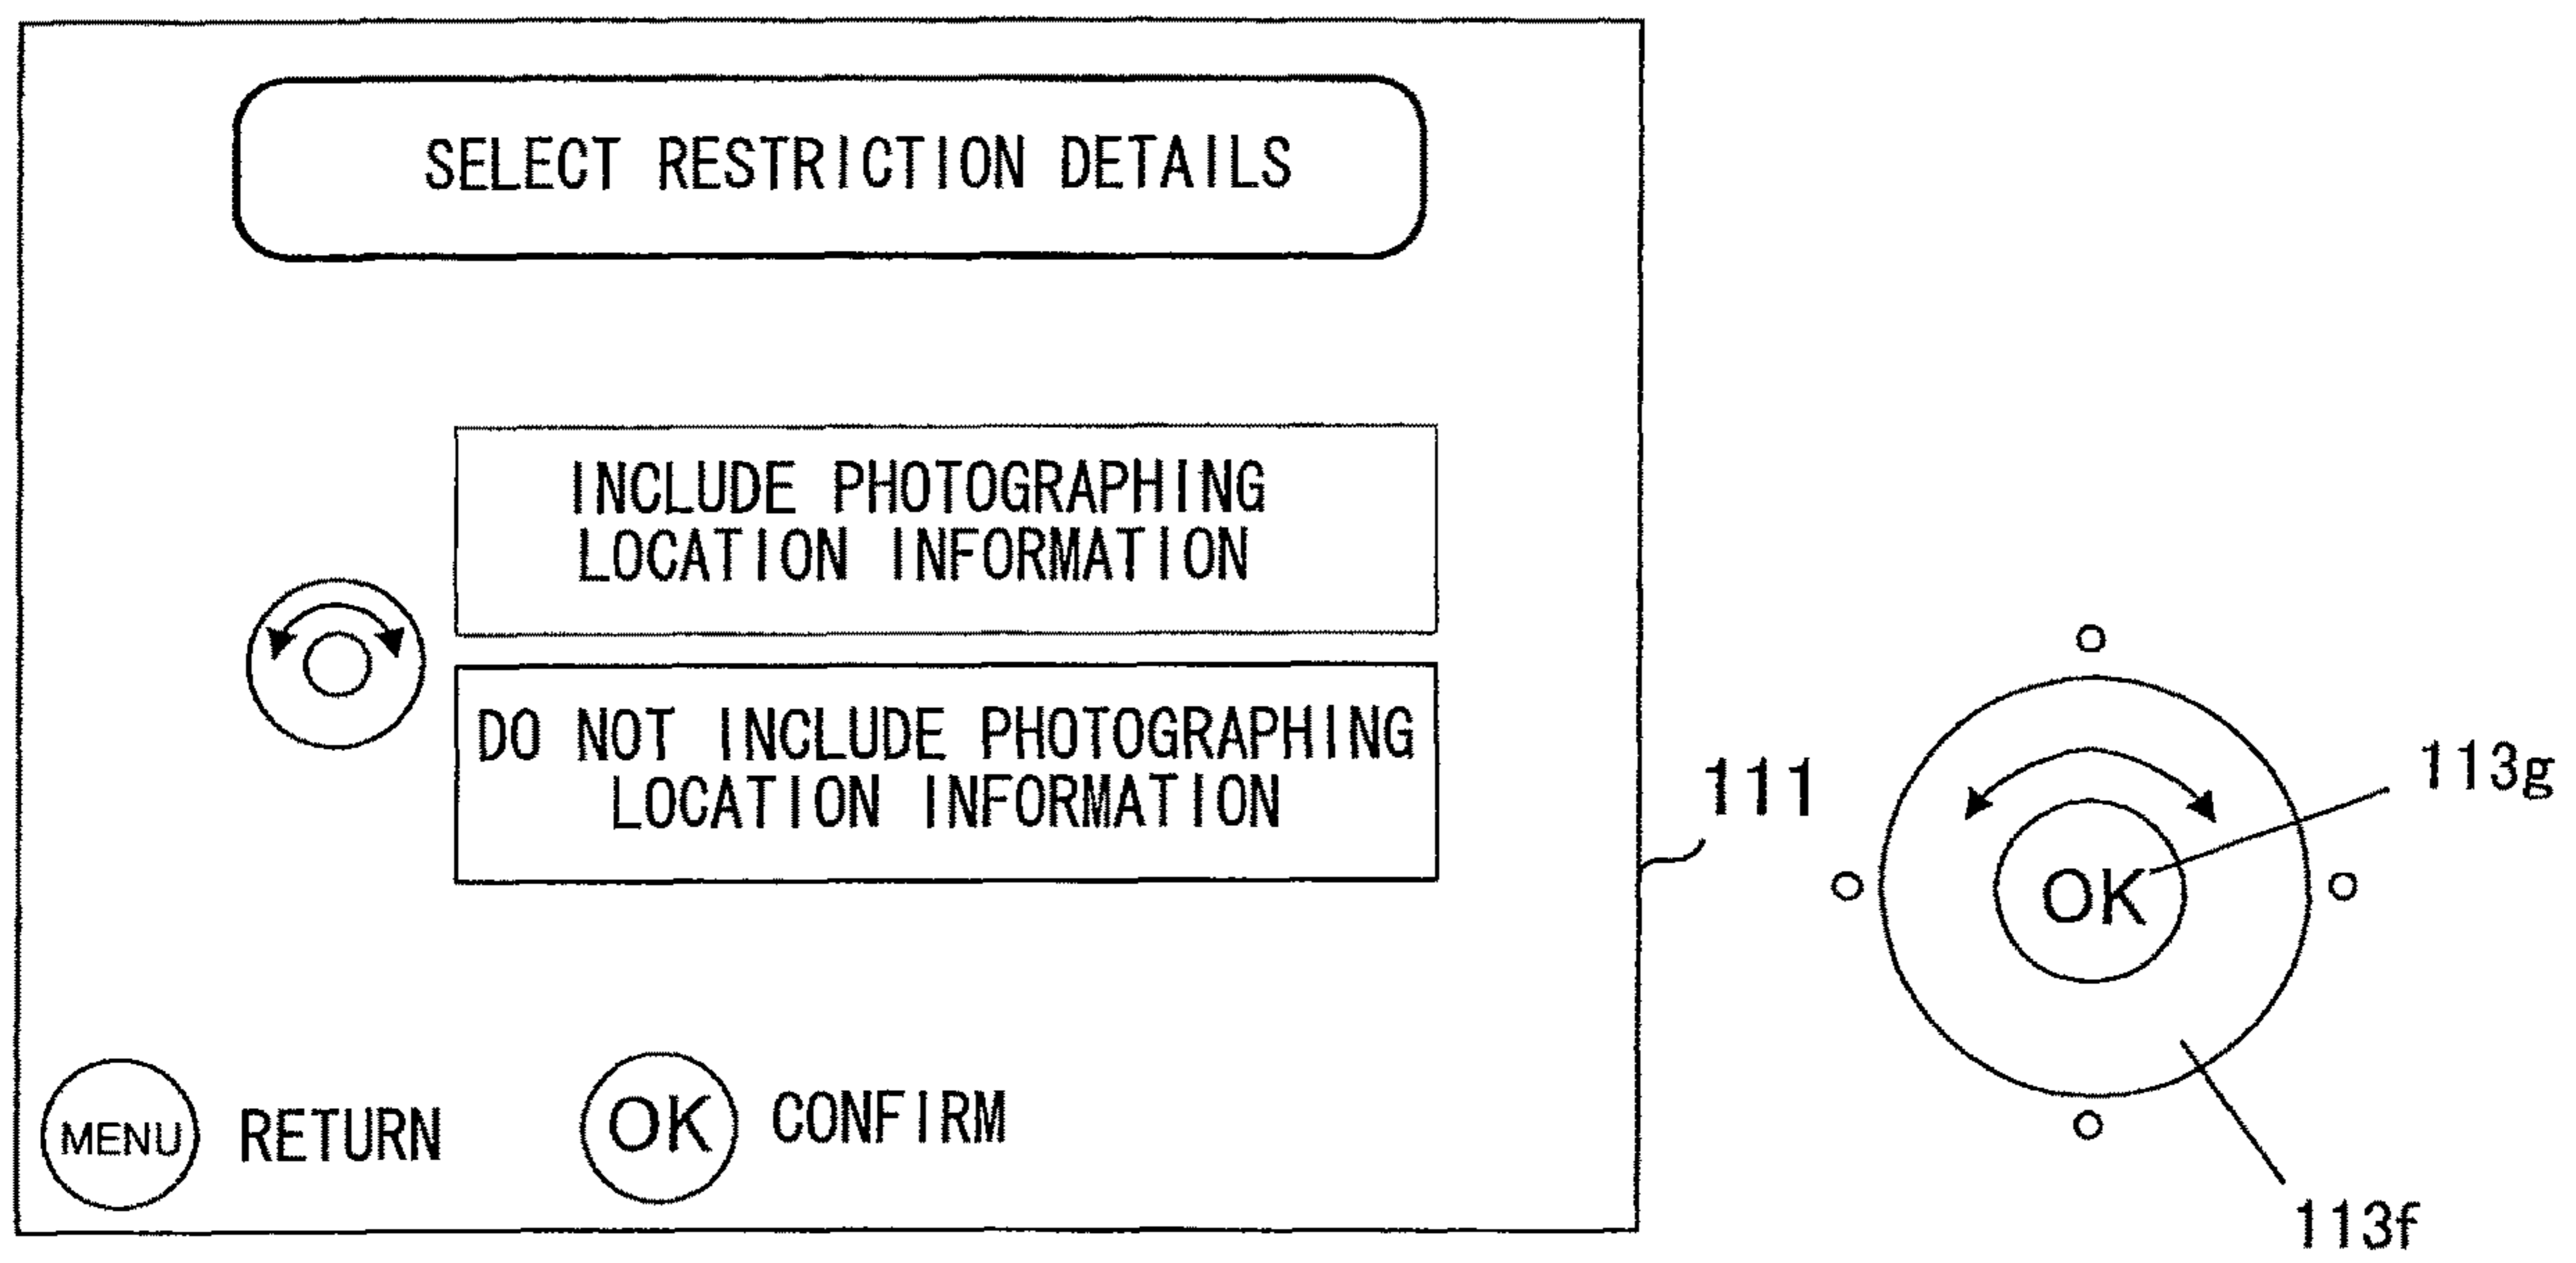 SELECT RESTRICTION DETAILS
INCLUDE PHOTOGRAPHING
LOCATION INFORMATION
DO NOT INCLUDE PHOTOGRAPHING
LOCATION INFORMATION
MENU RETURN
OK CONFIRM
111
113g
OK
113f